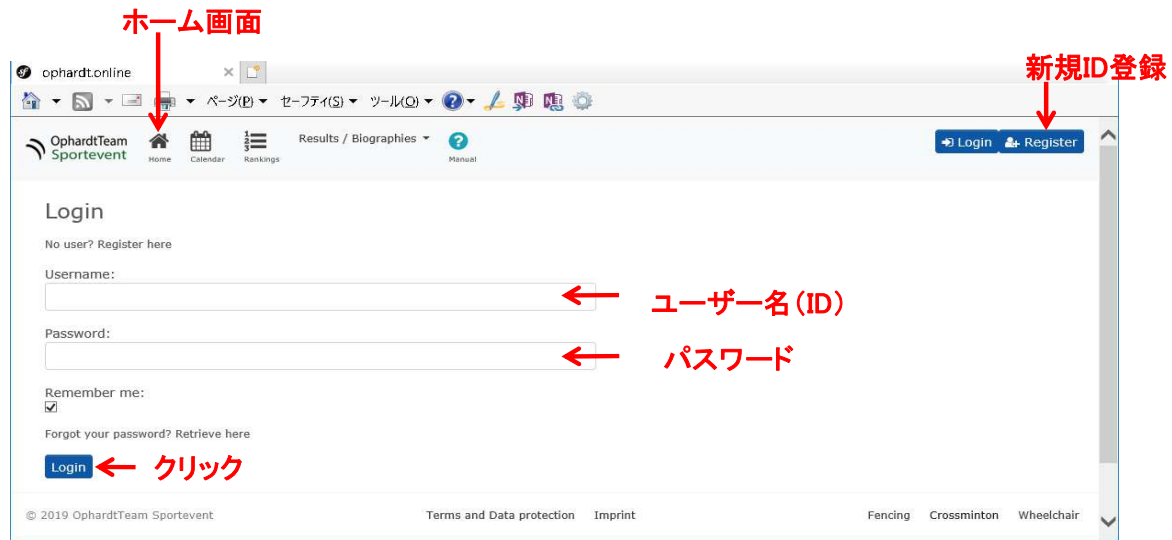 ホーム画面
新規ID登録
ophardt.online
ページ(P) セーフティ(S) ツール(O)
OphardtTeam
Sportevent
Home
Calendar
Rankings
Results / Biographies
Manual
Login
Register
Login
No user? Register here
Username:
ユーザー名(ID)
Password:
パスワード
Remember me:
Forgot your password? Retrieve here
Login
クリック
© 2019 OphardtTeam Sportevent
Terms and Data protection Imprint
Fencing Crossminton Wheelchair